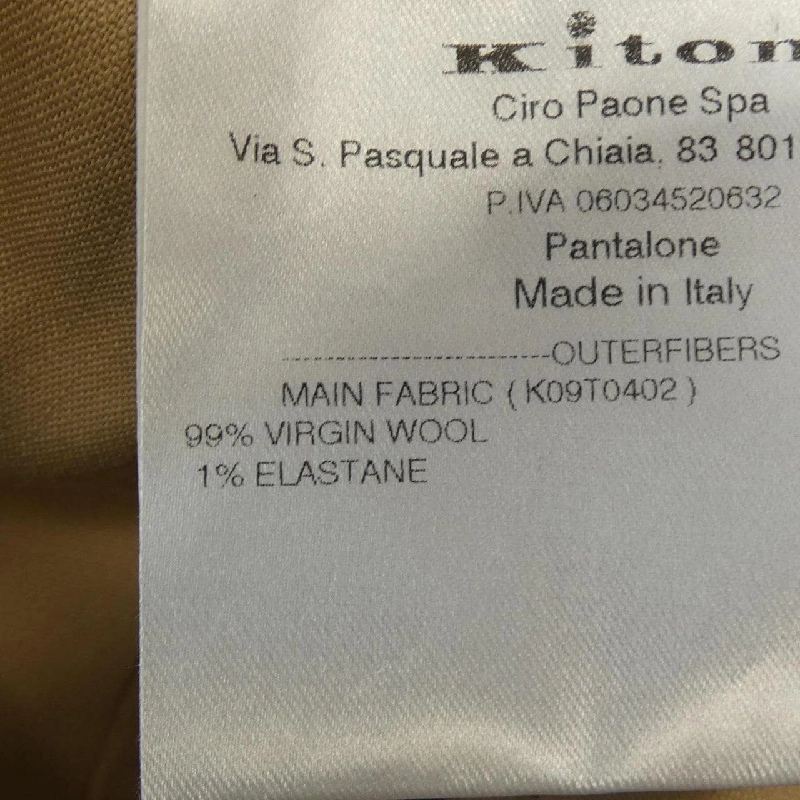 Kiton
Ciro Paone Spa
Via S. Pasquale a Chiaia, 83 801
P.IVA 06034520632
Pantalone
Made in Italy
--------------------------OUTERFIBERS
MAIN FABRIC ( K09T0402 )
99% VIRGIN WOOL
1% ELASTANE